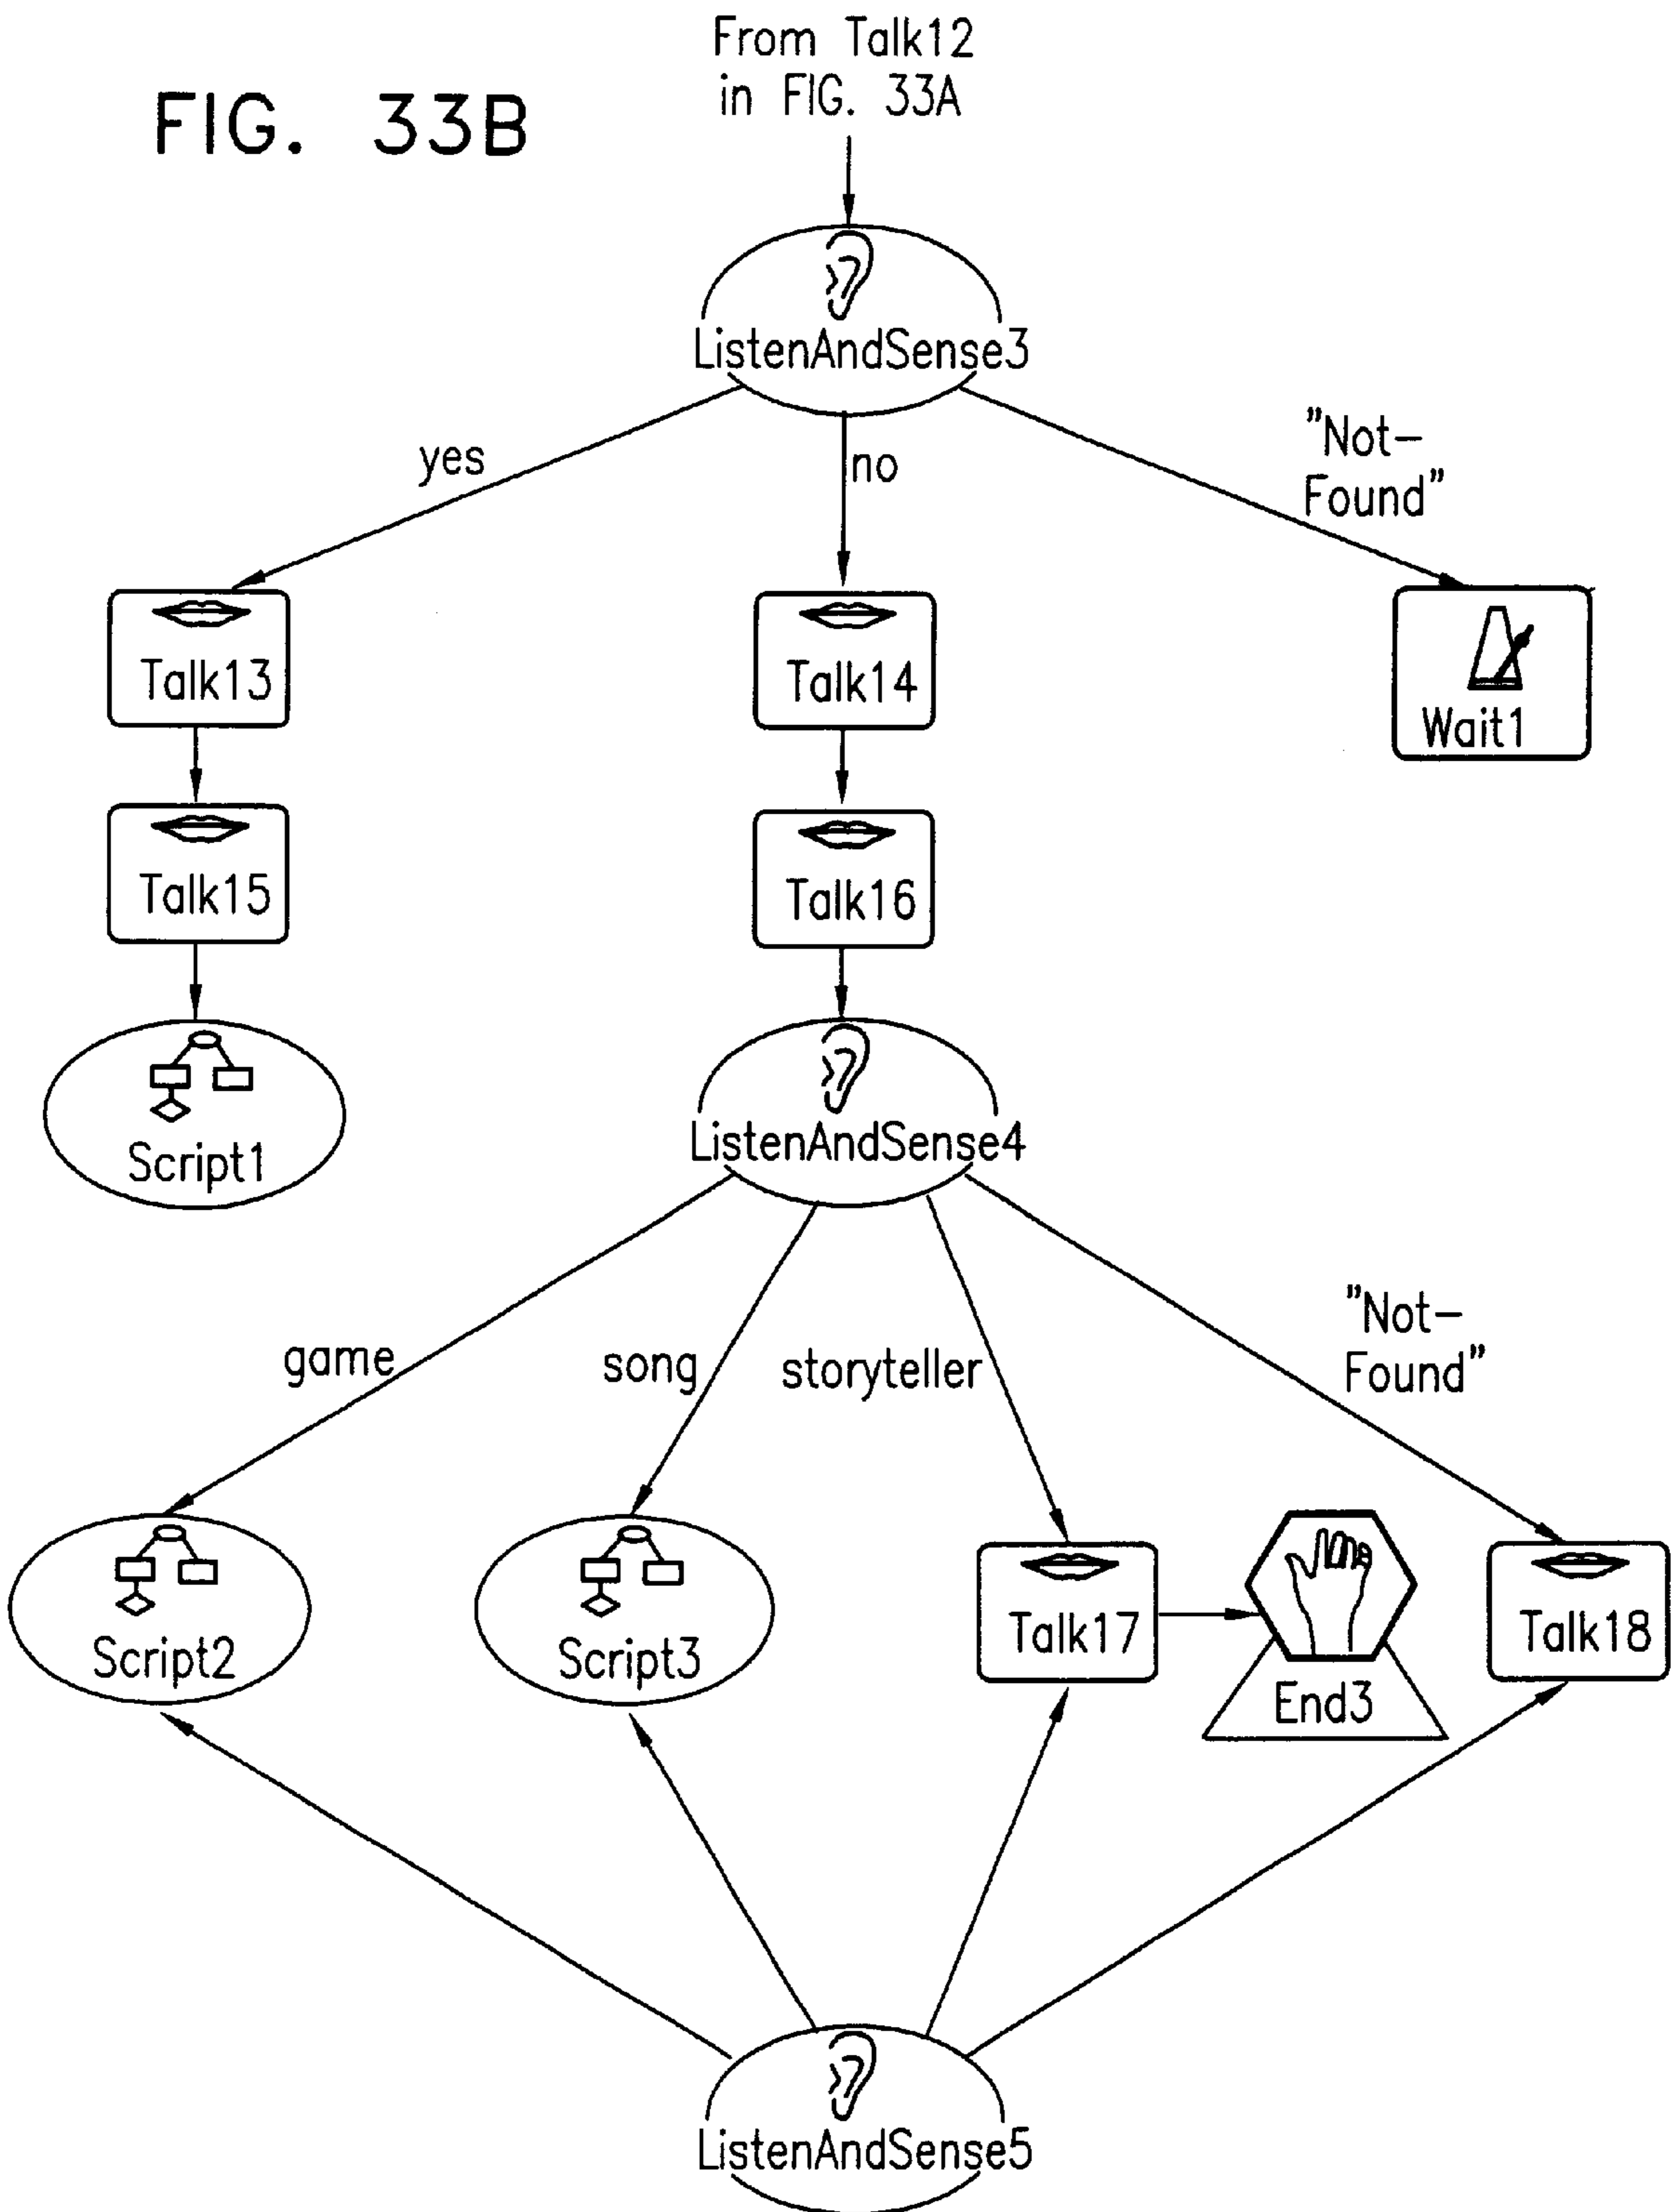 From Talk12
in FIG. 33A
FIG. 33B
ListenAndSense3
yes
no
"Not-
Found"
Talk13
Talk14
Wait1
Talk15
Talk16
Script1
ListenAndSense4
game
song
storyteller
"Not-
Found"
Script2
Script3
Talk17
End3
Talk18
ListenAndSense5